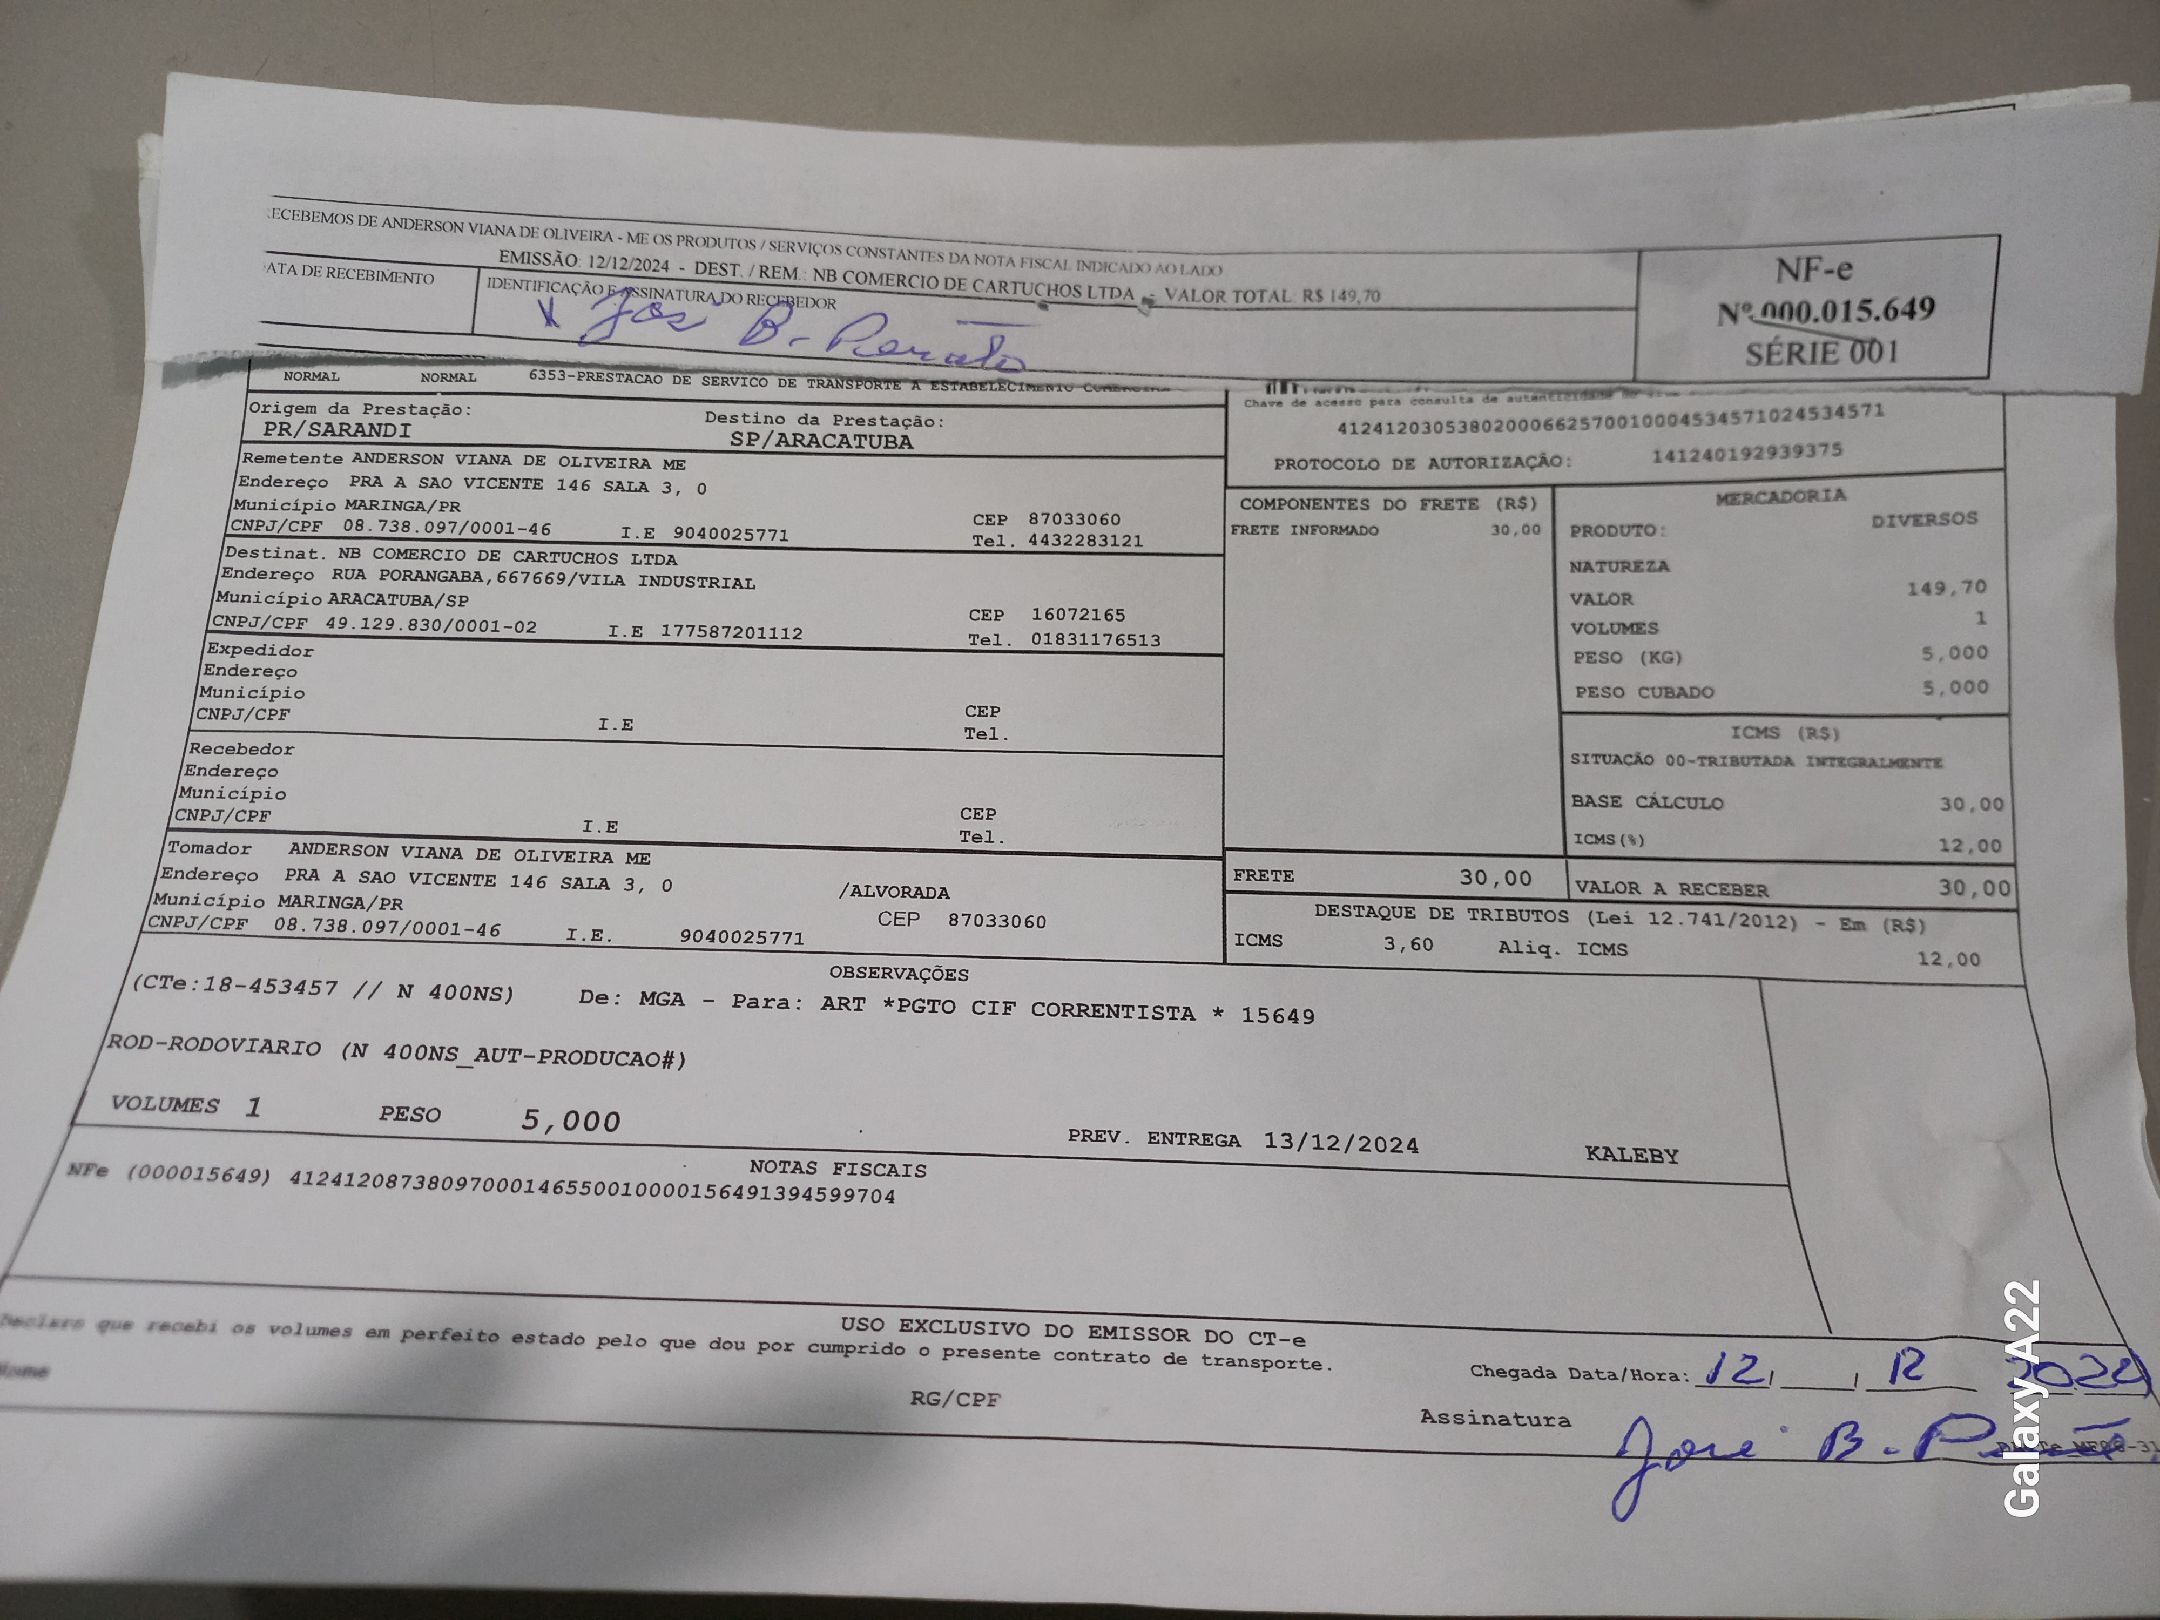 ECEBEMOS DE ANDERSON VIANA DE OLIVEIRA - ME OS PRODUTOS / SERVIÇOS CONSTANTES DA NOTA FISCAL INDICADO AO LADO
EMISSÃO: 12/12/2024 - DEST. / REM.: NB COMERCIO DE CARTUCHOS LTDA - VALOR TOTAL: R$ 149,70
ATA DE RECEBIMENTO
IDENTIFICAÇÃO E ASSINATURA DO RECEBEDOR
José B. Renato
NF-e
Nº 000.015.649
SÉRIE 001
NORMAL NORMAL 6353-PRESTACAO DE SERVICO DE TRANSPORTE A ESTABELECIMENTO
Chave de acesso para consulta de autenticidade
41241203053802000662570010004534571024534571
PROTOCOLO DE AUTORIZAÇÃO: 141240192939375
Origem da Prestação: Destino da Prestação:
PR/SARANDI SP/ARACATUBA
Remetente ANDERSON VIANA DE OLIVEIRA ME
Endereço PRA A SAO VICENTE 146 SALA 3, 0
Município MARINGA/PR CEP 87033060
CNPJ/CPF 08.738.097/0001-46 I.E 9040025771 Tel. 4432283121
Destinat. NB COMERCIO DE CARTUCHOS LTDA
Endereço RUA PORANGABA,667669/VILA INDUSTRIAL
Município ARACATUBA/SP CEP 16072165
CNPJ/CPF 49.129.830/0001-02 I.E 177587201112 Tel. 01831176513
Expedidor
Endereço
Município CEP
CNPJ/CPF I.E Tel.
Recebedor
Endereço
Município CEP
CNPJ/CPF I.E Tel.
Tomador ANDERSON VIANA DE OLIVEIRA ME
Endereço PRA A SAO VICENTE 146 SALA 3, 0 /ALVORADA
Município MARINGA/PR CEP 87033060
CNPJ/CPF 08.738.097/0001-46 I.E. 9040025771
COMPONENTES DO FRETE (R$)
FRETE INFORMADO 30,00
MERCADORIA
PRODUTO: DIVERSOS
NATUREZA
VALOR 149,70
VOLUMES 1
PESO (KG) 5,000
PESO CUBADO 5,000
ICMS (R$)
SITUACÃO 00-TRIBUTADA INTEGRALMENTE
BASE CÁLCULO 30,00
ICMS(%) 12,00
FRETE 30,00 VALOR A RECEBER 30,00
DESTAQUE DE TRIBUTOS (Lei 12.741/2012) - Em (R$)
ICMS 3,60 Aliq. ICMS 12,00
OBSERVAÇÕES
(CTe:18-453457 // N 400NS) De: MGA - Para: ART *PGTO CIF CORRENTISTA * 15649
ROD-RODOVIARIO (N 400NS_AUT-PRODUCAO#)
VOLUMES 1 PESO 5,000 PREV. ENTREGA 13/12/2024 KALEBY
NOTAS FISCAIS
NFe (000015649) 41241208738097000146550010000156491394599704
USO EXCLUSIVO DO EMISSOR DO CT-e
Declaro que recebi os volumes em perfeito estado pelo que dou por cumprido o presente contrato de transporte.
Nome RG/CPF
Chegada Data/Hora: 12 / / 12 2024
Assinatura José B.
Galaxy A22